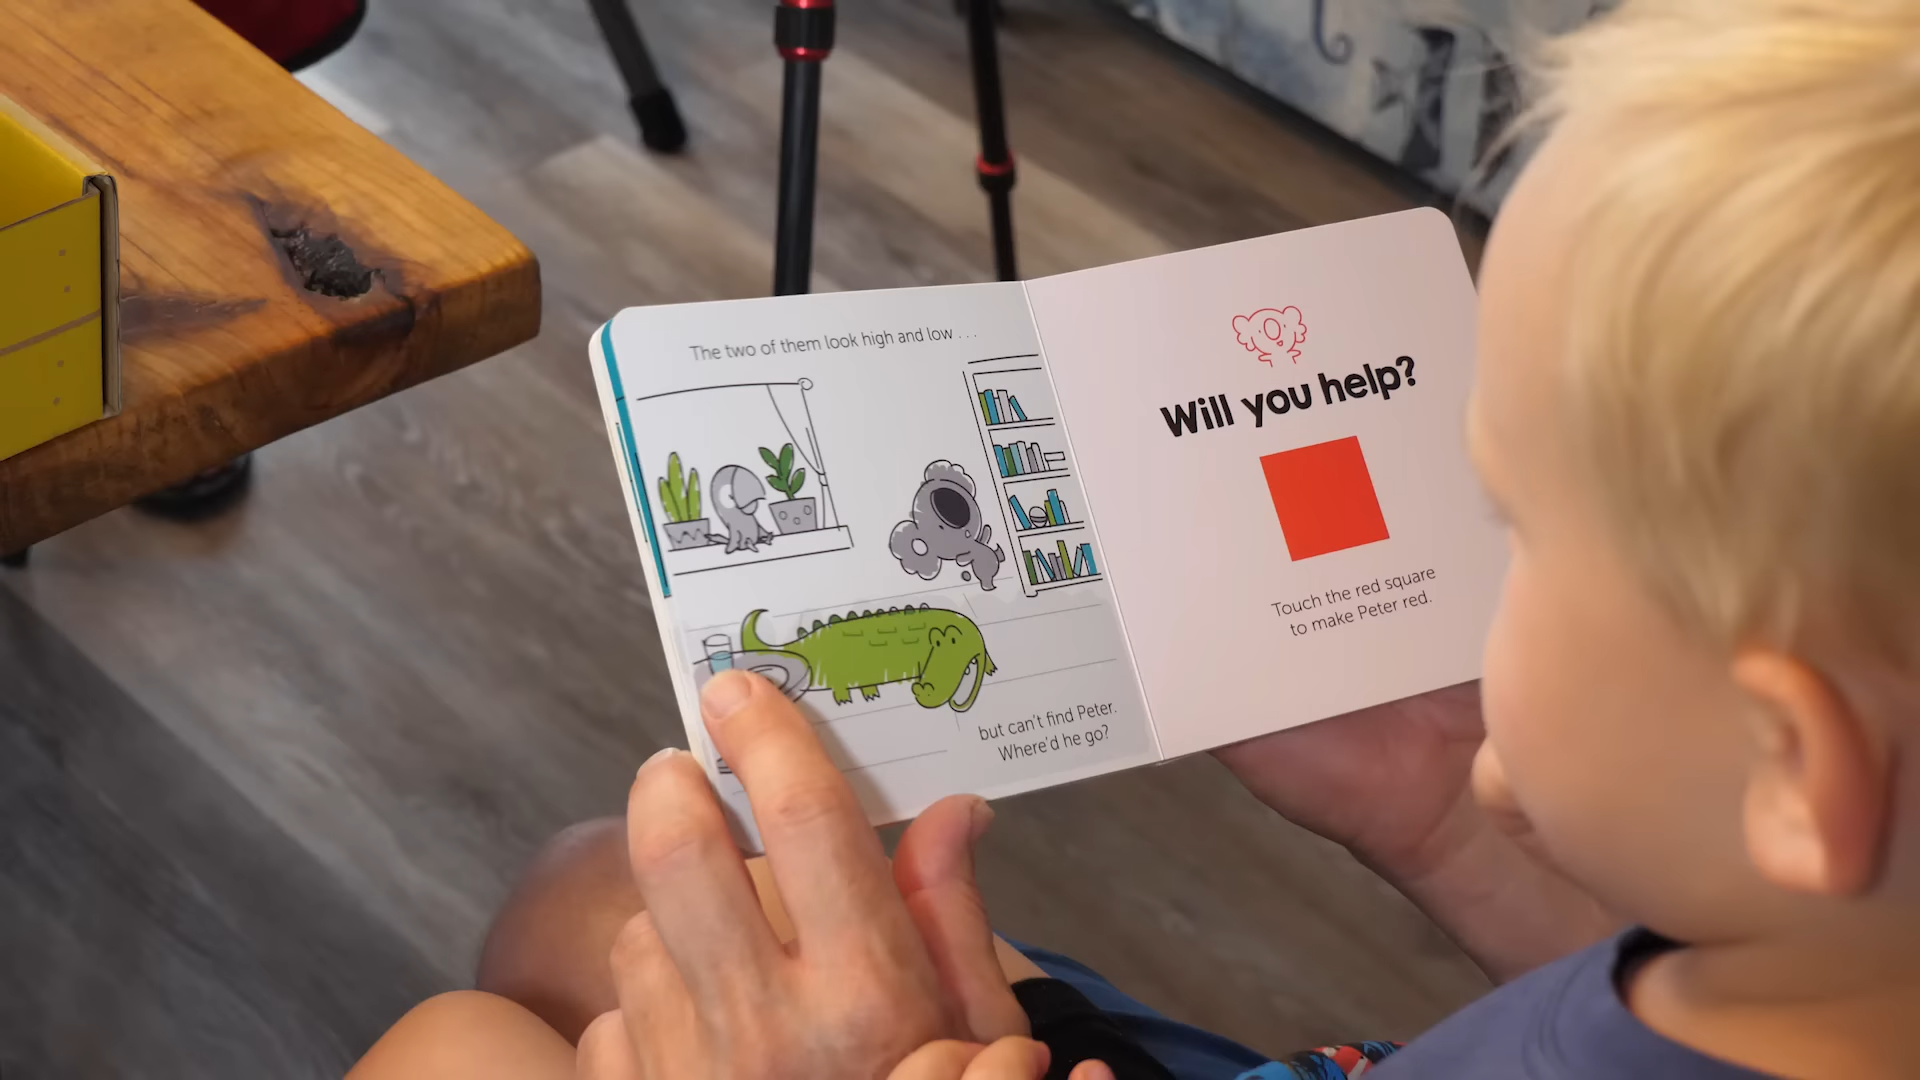 The two of them look high and low . . .
but can't find Peter.
Where'd he go?
Will you help?
Touch the red square
to make Peter red.